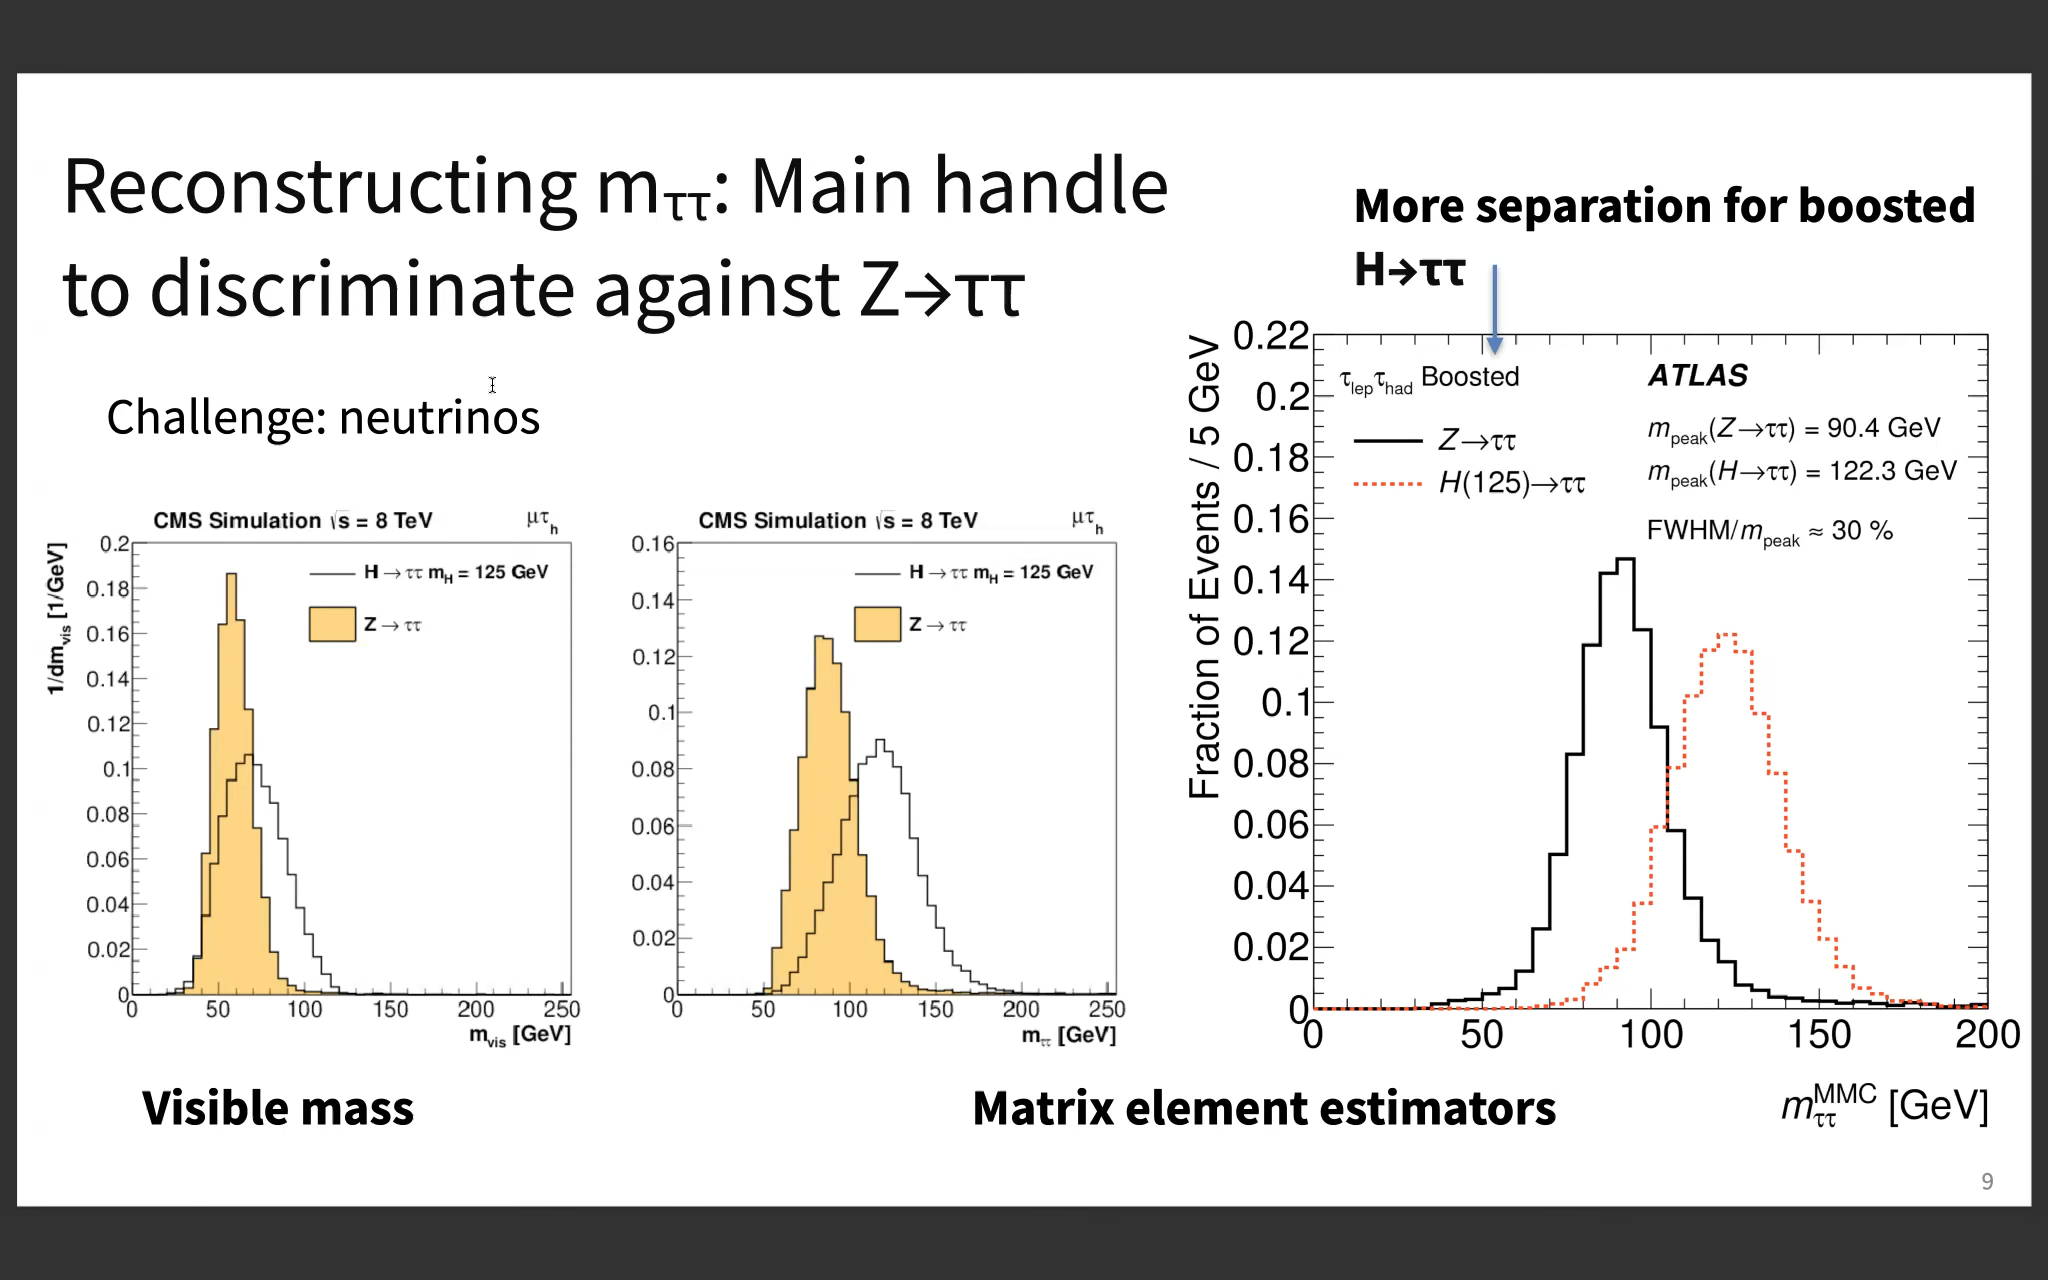 Reconstructing mττ: Main handle
to discriminate against Z→ττ
More separation for boosted
H→ττ
Challenge: neutrinos
CMS Simulation √s = 8 TeV
μτh
1/dmvis [1/GeV]
0.2
0.18
0.16
0.14
0.12
0.1
0.08
0.06
0.04
0.02
0
H → ττ mH = 125 GeV
Z → ττ
0 50 100 150 200 250
mvis [GeV]
Visible mass
CMS Simulation √s = 8 TeV
μτh
0.16
0.14
0.12
0.1
0.08
0.06
0.04
0.02
0
H → ττ mH = 125 GeV
Z → ττ
0 50 100 150 200 250
mττ [GeV]
Matrix element estimators
Fraction of Events / 5 GeV
0.22
0.2
0.18
0.16
0.14
0.12
0.1
0.08
0.06
0.04
0.02
0
τlepτhad Boosted
Z→ττ
H(125)→ττ
ATLAS
mpeak(Z→ττ) = 90.4 GeV
mpeak(H→ττ) = 122.3 GeV
FWHM/mpeak ≈ 30 %
0 50 100 150 200
mττMMC [GeV]
9